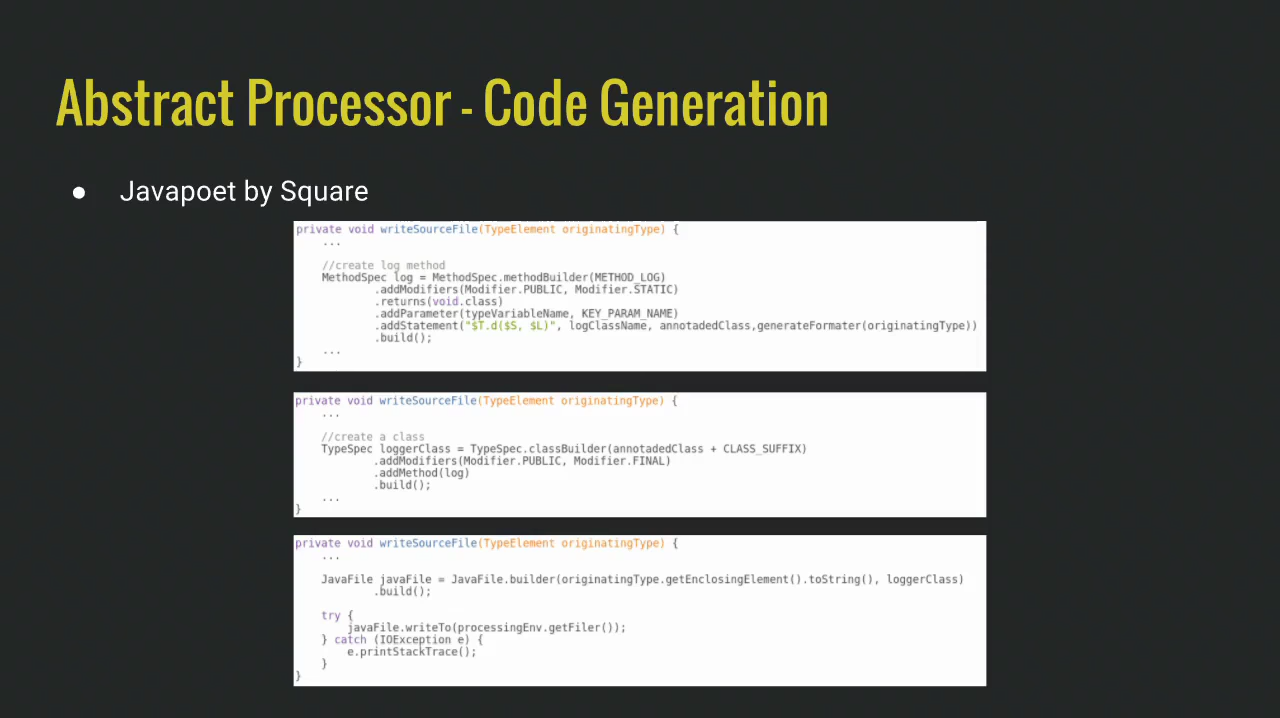 Abstract Processor - Code Generation
● Javapoet by Square
private void writeSourceFile(TypeElement originatingType) {
    ...
    //create log method
    MethodSpec log = MethodSpec.methodBuilder(METHOD_LOG)
            .addModifiers(Modifier.PUBLIC, Modifier.STATIC)
            .returns(void.class)
            .addParameter(typeVariableName, KEY_PARAM_NAME)
            .addStatement("$T.d($S, $L)", logClassName, annotadedClass,generateFormater(originatingType))
            .build();
    ...
}
private void writeSourceFile(TypeElement originatingType) {
    ...
    //create a class
    TypeSpec loggerClass = TypeSpec.classBuilder(annotadedClass + CLASS_SUFFIX)
            .addModifiers(Modifier.PUBLIC, Modifier.FINAL)
            .addMethod(log)
            .build();
    ...
}
private void writeSourceFile(TypeElement originatingType) {
    ...
    JavaFile javaFile = JavaFile.builder(originatingType.getEnclosingElement().toString(), loggerClass)
            .build();
    try {
        javaFile.writeTo(processingEnv.getFiler());
    } catch (IOException e) {
        e.printStackTrace();
    }
}